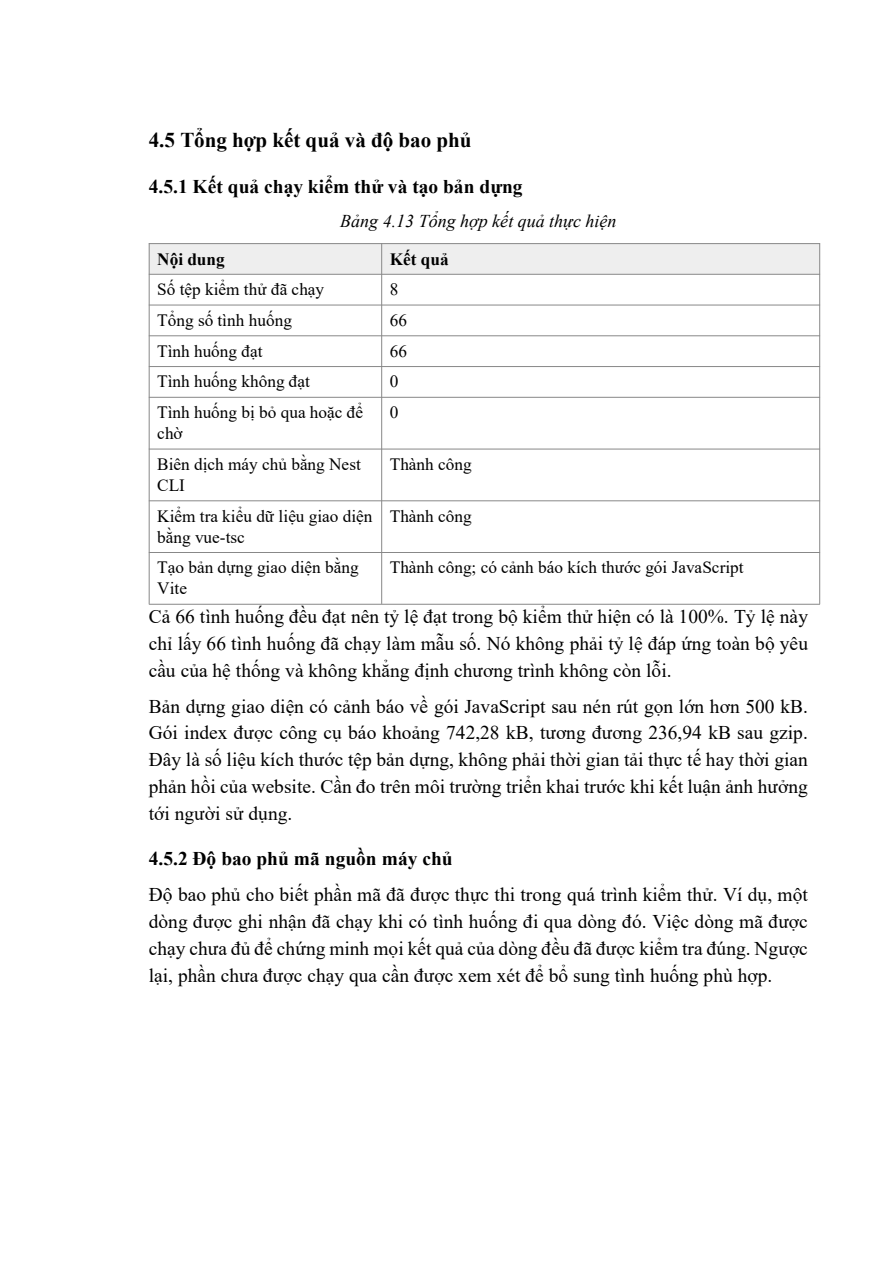 4.5 Tổng hợp kết quả và độ bao phủ
4.5.1 Kết quả chạy kiểm thử và tạo bản dựng
Bảng 4.13 Tổng hợp kết quả thực hiện
Nội dung Kết quả
Số tệp kiểm thử đã chạy 8
Tổng số tình huống 66
Tình huống đạt 66
Tình huống không đạt 0
Tình huống bị bỏ qua hoặc để 0
chờ
Biên dịch máy chủ bằng Nest Thành công
CLI
Kiểm tra kiểu dữ liệu giao diện Thành công
bằng vue-tsc
Tạo bản dựng giao diện bằng Thành công; có cảnh báo kích thước gói JavaScript
Vite
Cả 66 tình huống đều đạt nên tỷ lệ đạt trong bộ kiểm thử hiện có là 100%. Tỷ lệ này
chỉ lấy 66 tình huống đã chạy làm mẫu số. Nó không phải tỷ lệ đáp ứng toàn bộ yêu
cầu của hệ thống và không khẳng định chương trình không còn lỗi.
Bản dựng giao diện có cảnh báo về gói JavaScript sau nén rút gọn lớn hơn 500 kB.
Gói index được công cụ báo khoảng 742,28 kB, tương đương 236,94 kB sau gzip.
Đây là số liệu kích thước tệp bản dựng, không phải thời gian tải thực tế hay thời gian
phản hồi của website. Cần đo trên môi trường triển khai trước khi kết luận ảnh hưởng
tới người sử dụng.
4.5.2 Độ bao phủ mã nguồn máy chủ
Độ bao phủ cho biết phần mã đã được thực thi trong quá trình kiểm thử. Ví dụ, một
dòng được ghi nhận đã chạy khi có tình huống đi qua dòng đó. Việc dòng mã được
chạy chưa đủ để chứng minh mọi kết quả của dòng đều đã được kiểm tra đúng. Ngược
lại, phần chưa được chạy qua cần được xem xét để bổ sung tình huống phù hợp.